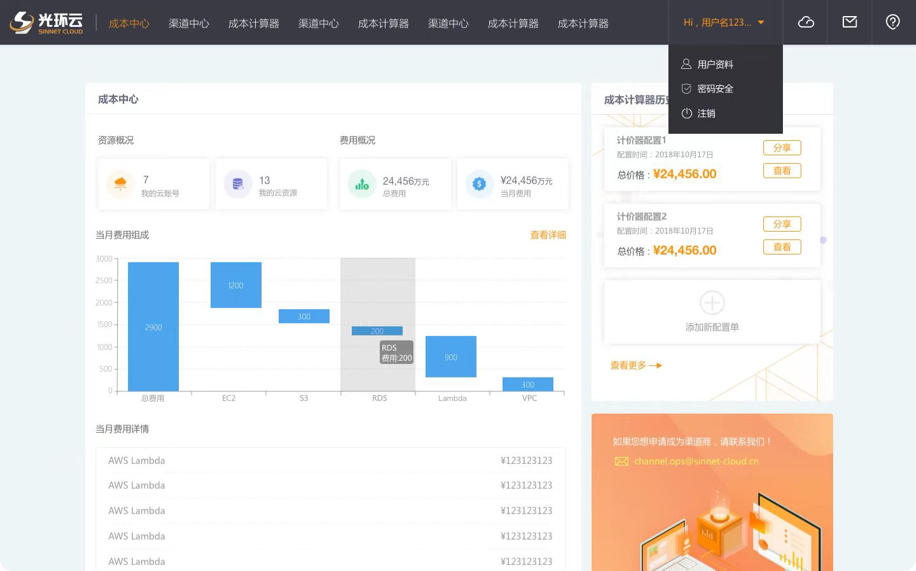 光环云
SINNET CLOUD
成本中心 渠道中心 成本计算器 渠道中心 成本计算器 渠道中心 成本计算器 成本计算器
Hi，用户名123...
用户资料
密码安全
注销
成本中心
资源概况
费用概况
7
我的云账号
13
我的云资源
24,456万元
总费用
¥24,456万元
当月费用
当月费用组成
查看详细
3000
2500
2000
1500
1000
500
0
2900
1200
300
200
900
300
RDS
费用:200
总费用 EC2 S3 RDS Lambda VPC
当月费用详情
AWS Lambda ¥123123123
AWS Lambda ¥123123123
AWS Lambda ¥123123123
AWS Lambda ¥123123123
AWS Lambda ¥123123123
成本计算器历
计价器配置1
配置时间：2018年10月17日
总价格：¥24,456.00
分享
查看
计价器配置2
配置时间：2018年10月17日
总价格：¥24,456.00
分享
查看
添加新配置单
查看更多
如果您想申请成为渠道商，请联系我们！
channel.ops@sinnet-cloud.cn